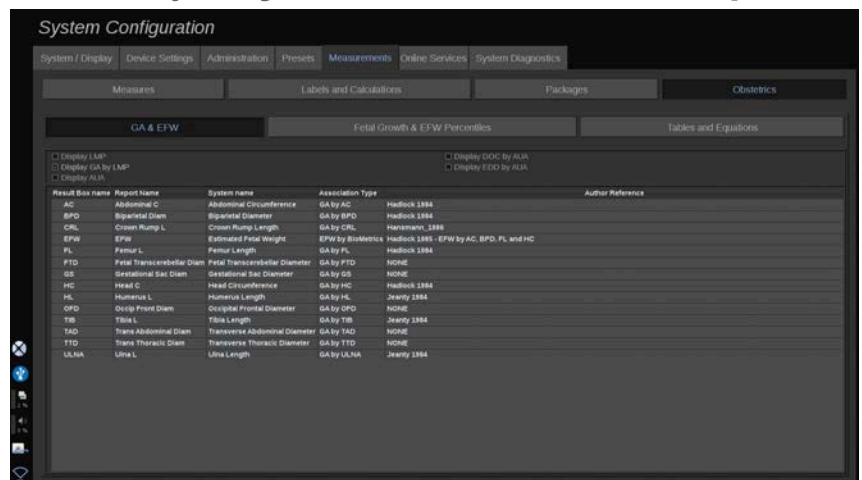 System Configuration
System / Display Device Settings Administration Presets Measurements Online Services System Diagnostics
Measures Labels and Calculations Packages Obstetrics
GA & EFW Fetal Growth & EFW Percentiles Tables and Equations
Display LMP Display DOC by AUA
Display GA by LMP Display EDD by AUA
Display AUA
Result Box name Report Name System name Association Type Author Reference
AC Abdominal C Abdominal Circumference GA by AC Hadlock 1984
BPD Biparietal Diam Biparietal Diameter GA by BPD Hadlock 1984
CRL Crown Rump L Crown Rump Length GA by CRL Hansmann_1986
EFW EFW Estimated Fetal Weight EFW by BioMetrics Hadlock 1985 - EFW by AC, BPD, FL and HC
FL Femur L Femur Length GA by FL Hadlock 1984
FTD Fetal Transcerebellar Diam Fetal Transcerebellar Diameter GA by FTD NONE
GS Gestational Sac Diam Gestational Sac Diameter GA by GS NONE
HC Head C Head Circumference GA by HC Hadlock 1984
HL Humerus L Humerus Length GA by HL Jeanty 1984
OFD Occip Front Diam Occipital Frontal Diameter GA by OFD NONE
TIB Tibia L Tibia Length GA by TIB Jeanty 1984
TAD Trans Abdominal Diam Transverse Abdominal Diameter GA by TAD NONE
TTD Trans Thoracic Diam Transverse Thoracic Diameter GA by TTD NONE
ULNA Ulna L Ulna Length GA by ULNA Jeanty 1984